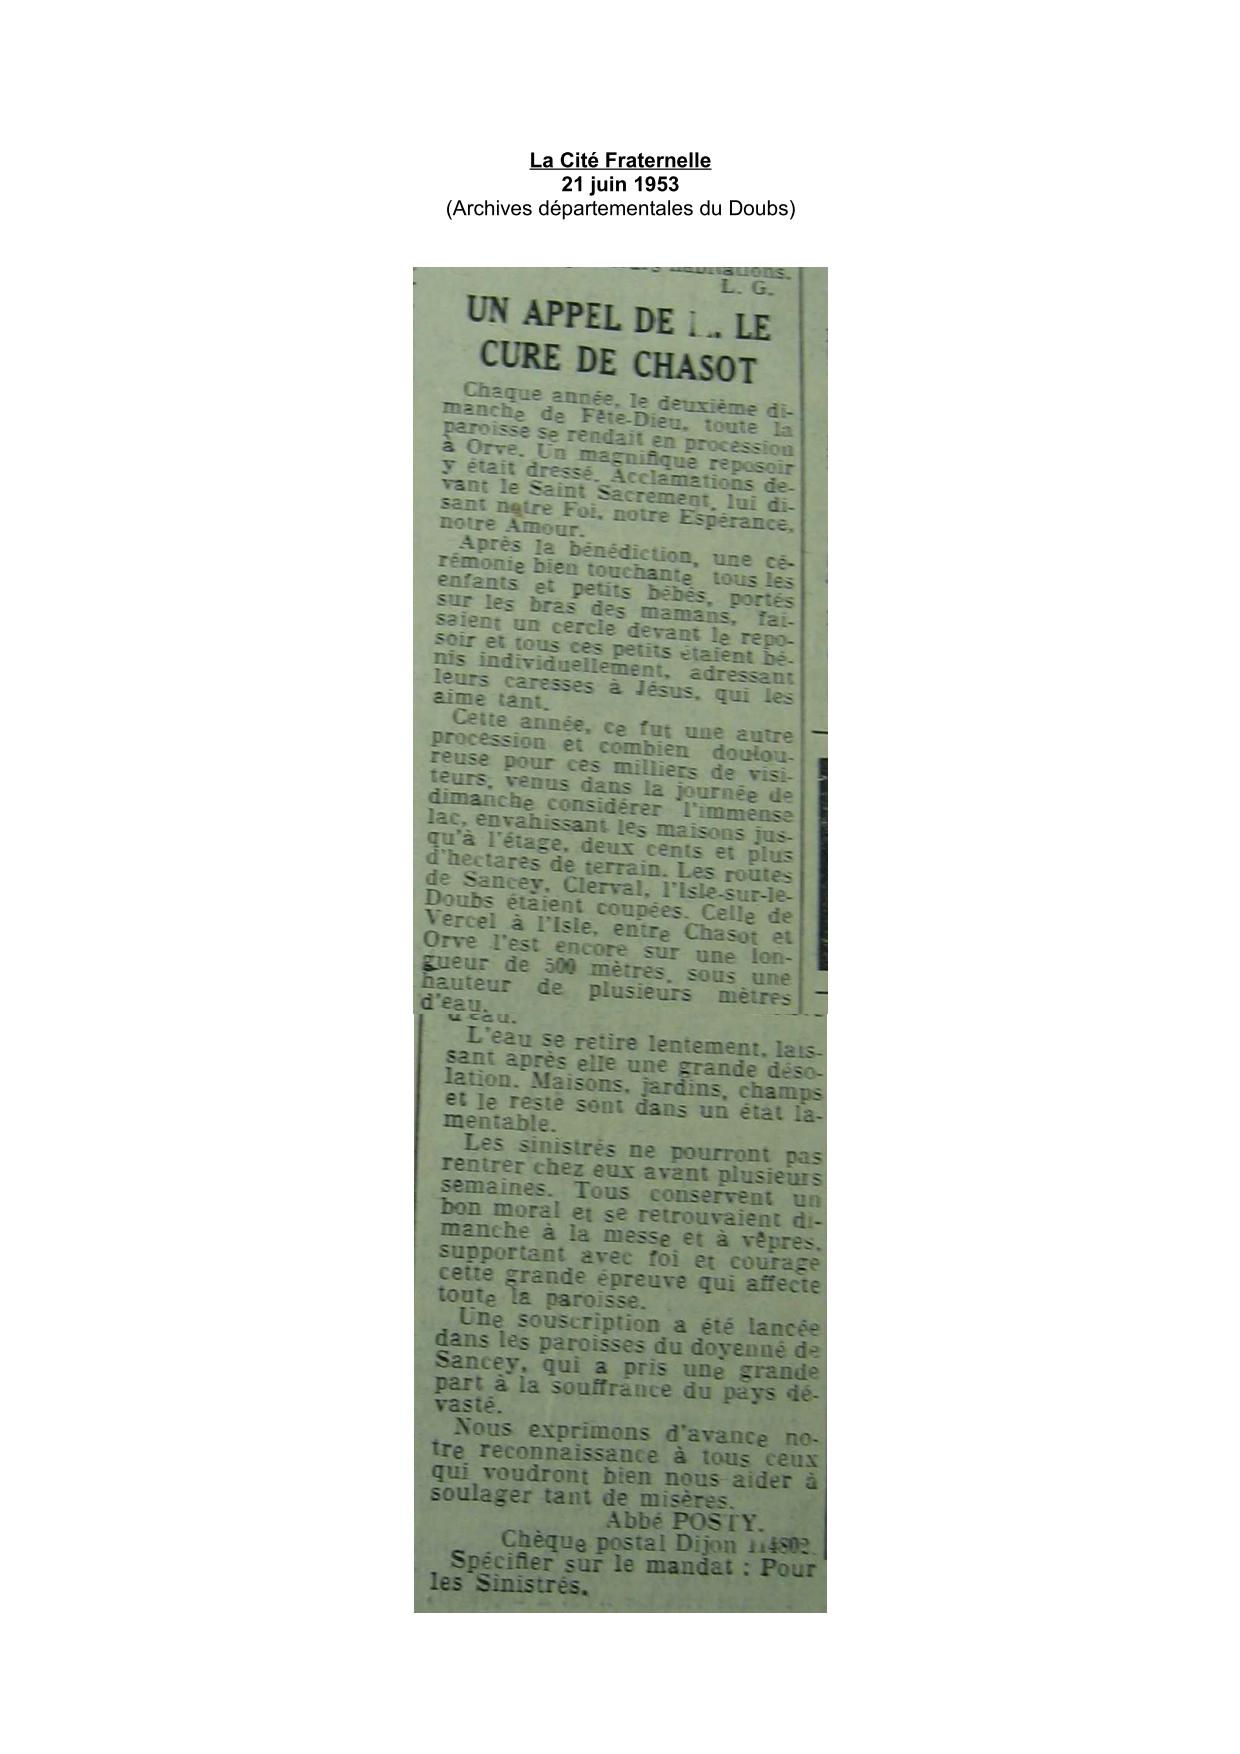 La Cité Fraternelle
21 juin 1953
(Archives départementales du Doubs)
habitations.
L. G.
UN APPEL DE LE
CURE DE CHASOT
Chaque année, le deuxième di-
manche de Fête-Dieu, toute la
paroisse se rendait en procession
à Orve. Un magnifique reposoir
y était dressé. Acclamations de-
vant le Saint Sacrement, lui di-
sant notre Foi, notre Espérance,
notre Amour.
Après la bénédiction, une cé-
rémonie bien touchante tous les
enfants et petits bébés, portés
sur les bras des mamans, fai-
saient un cercle devant le repo-
soir et tous ces petits étaient bé-
nis individuellement, adressant
leurs caresses à Jésus, qui les
aime tant.
Cette année, ce fut une autre
procession et combien doulou-
reuse pour ces milliers de visi-
teurs, venus dans la journée de
dimanche considérer l'immense
lac, envahissant les maisons jus-
qu'à l'étage, deux cents et plus
d'hectares de terrain. Les routes
de Sancey, Clerval, l'Isle-sur-le-
Doubs étaient coupées. Celle de
Vercel à l'Isle, entre Chasot et
Orve l'est encore sur une lon-
gueur de 500 mètres, sous une
hauteur de plusieurs mètres
d'eau.
d'eau.
L'eau se retire lentement, lais-
sant après elle une grande déso-
lation. Maisons, jardins, champs
et le reste sont dans un état la-
mentable.
Les sinistrés ne pourront pas
rentrer chez eux avant plusieurs
semaines. Tous conservent un
bon moral et se retrouvaient di-
manche à la messe et à vêpres,
supportant avec foi et courage
cette grande épreuve qui affecte
toute la paroisse.
Une souscription a été lancée
dans les paroisses du doyenné de
Sancey, qui a pris une grande
part à la souffrance du pays dé-
vasté.
Nous exprimons d'avance no-
tre reconnaissance à tous ceux
qui voudront bien nous aider à
soulager tant de misères.
Abbé POSTY.
Chèque postal Dijon
Spécifier sur le mandat : Pour
les Sinistrés.